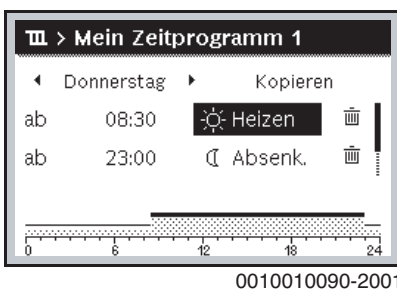 > Mein Zeitprogramm 1
Donnerstag Kopieren
ab 08:30 Heizen
ab 23:00 Absenk.
0 6 12 18 24
0010010090-2001